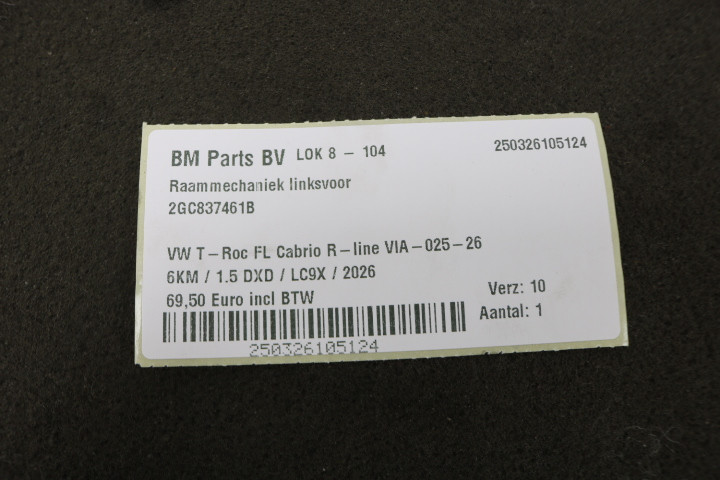 BM Parts BV LOK 8 - 104 250326105124
Raammechaniek linksvoor
2GC837461B
VW T-Roc FL Cabrio R-line VIA-025-26
6KM / 1.5 DXD / LC9X / 2026
69,50 Euro incl BTW
Verz: 10
Aantal: 1
250326105124